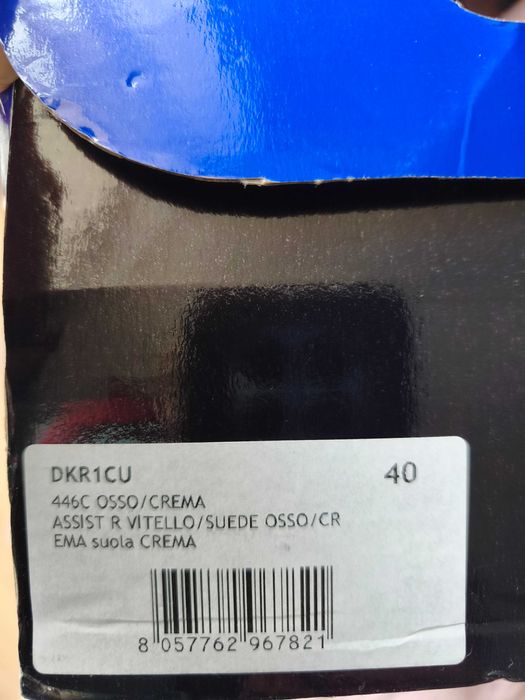 DKR1CU 40
446C OSSO/CREMA
ASSIST R VITELLO/SUEDE OSSO/CR
EMA suola CREMA
8 057762 967821